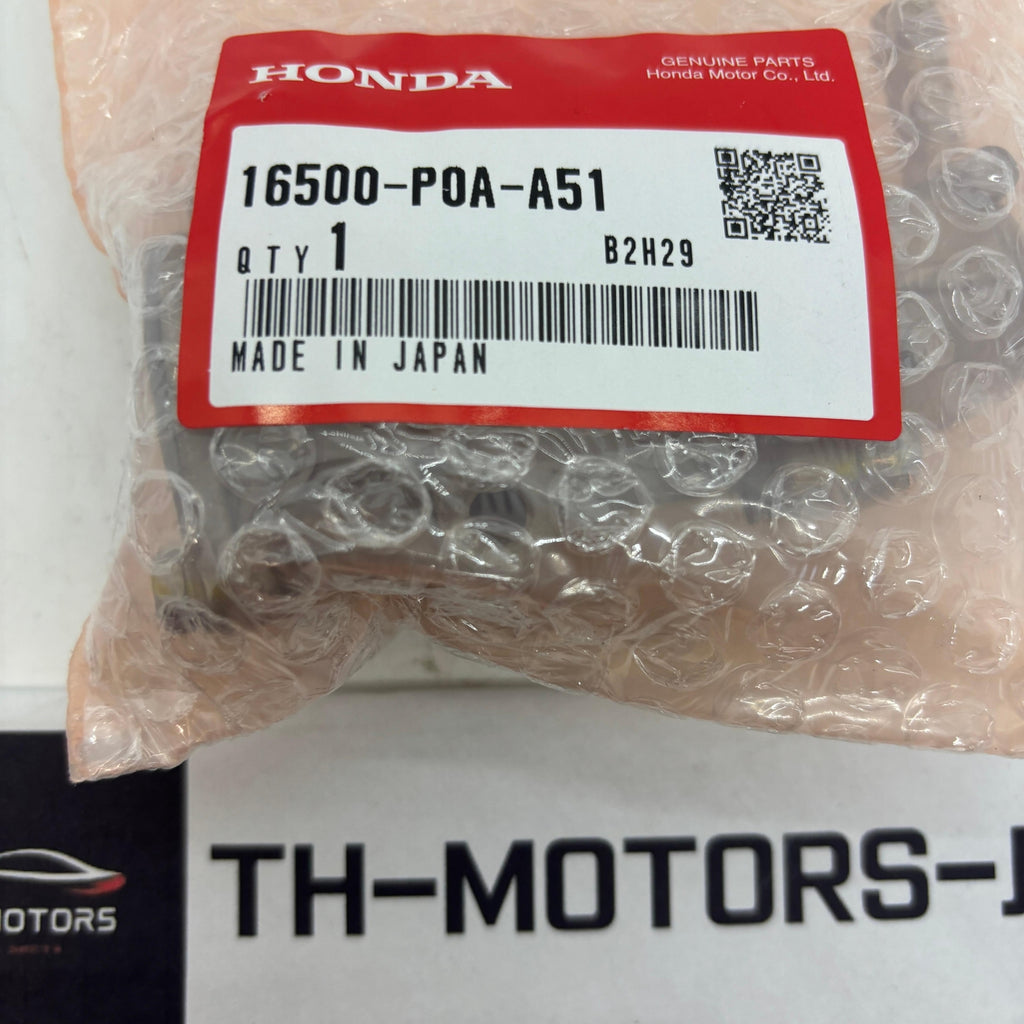 HONDA
GENUINE PARTS
Honda Motor Co., Ltd.
16500-P0A-A51
QTY 1
B2H29
MADE IN JAPAN
TH-MOTORS-J
MOTORS